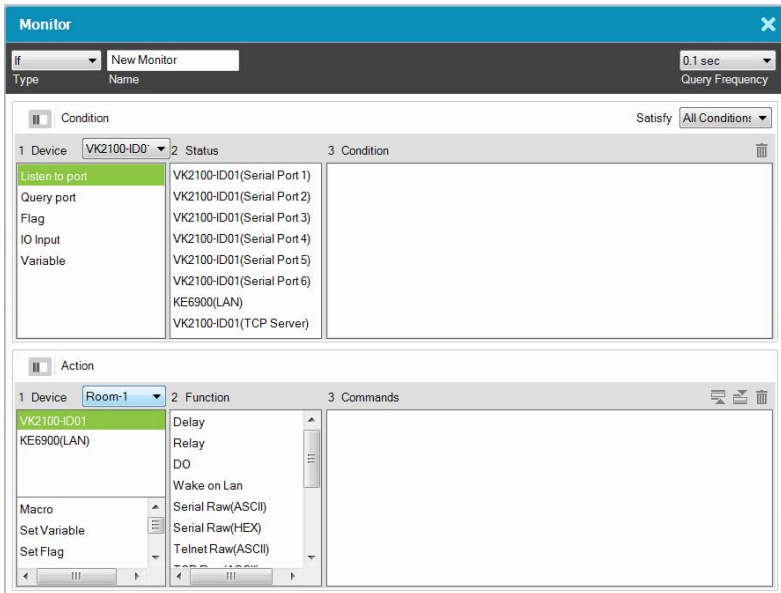 Monitor
If
New Monitor
0.1 sec
Type
Name
Query Frequency
Condition
Satisfy
All Condition:
1 Device
VK2100-ID0
2 Status
3 Condition
Listen to port
Query port
Flag
IO Input
Variable
VK2100-ID01(Serial Port 1)
VK2100-ID01(Serial Port 2)
VK2100-ID01(Serial Port 3)
VK2100-ID01(Serial Port 4)
VK2100-ID01(Serial Port 5)
VK2100-ID01(Serial Port 6)
KE6900(LAN)
VK2100-ID01(TCP Server)
Action
1 Device
Room-1
2 Function
3 Commands
VK2100-ID01
KE6900(LAN)
Macro
Set Variable
Set Flag
Delay
Relay
DO
Wake on Lan
Serial Raw(ASCII)
Serial Raw(HEX)
Telnet Raw(ASCII)